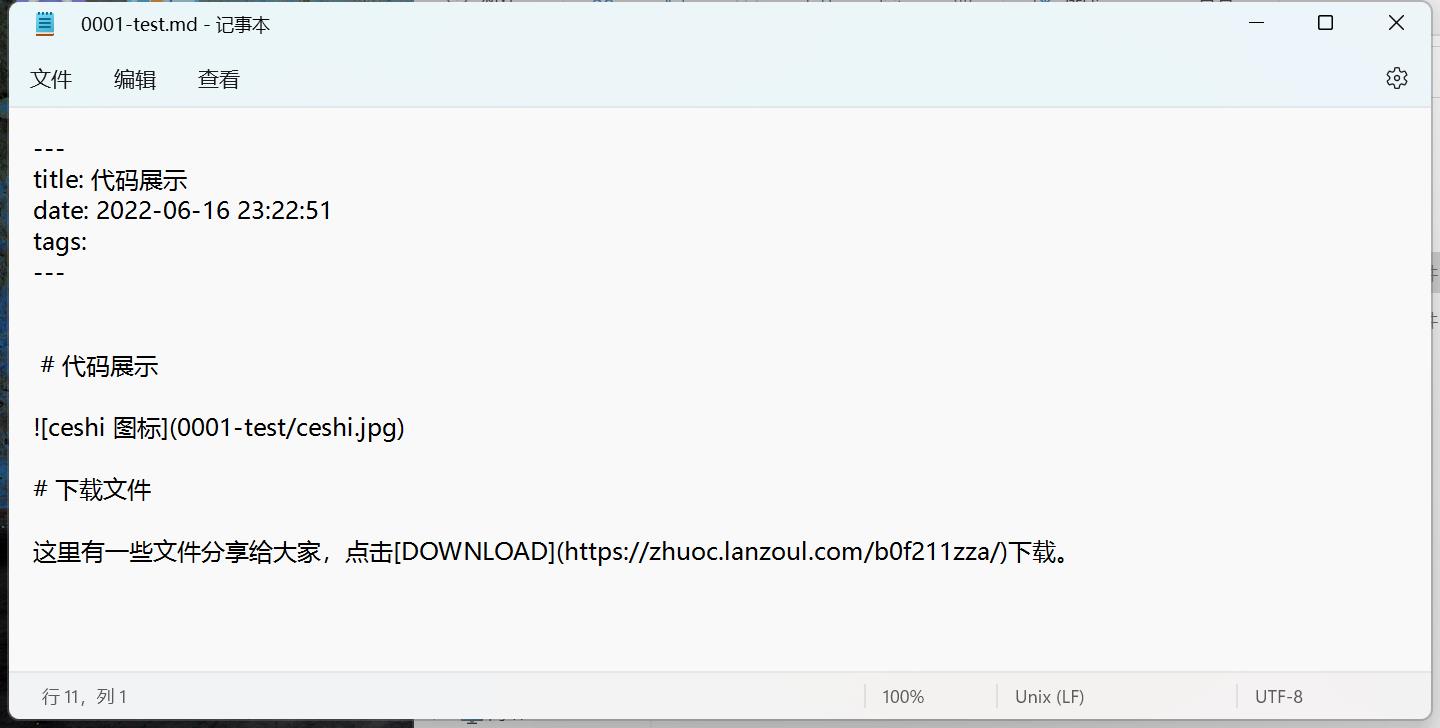 0001-test.md - 记事本
文件 编辑 查看
---
title: 代码展示
date: 2022-06-16 23:22:51
tags:
---
# 代码展示
![ceshi 图标](0001-test/ceshi.jpg)
# 下载文件
这里有一些文件分享给大家，点击[DOWNLOAD](https://zhuoc.lanzoul.com/b0f211zza/)下载。
行 11，列 1 100% Unix (LF) UTF-8